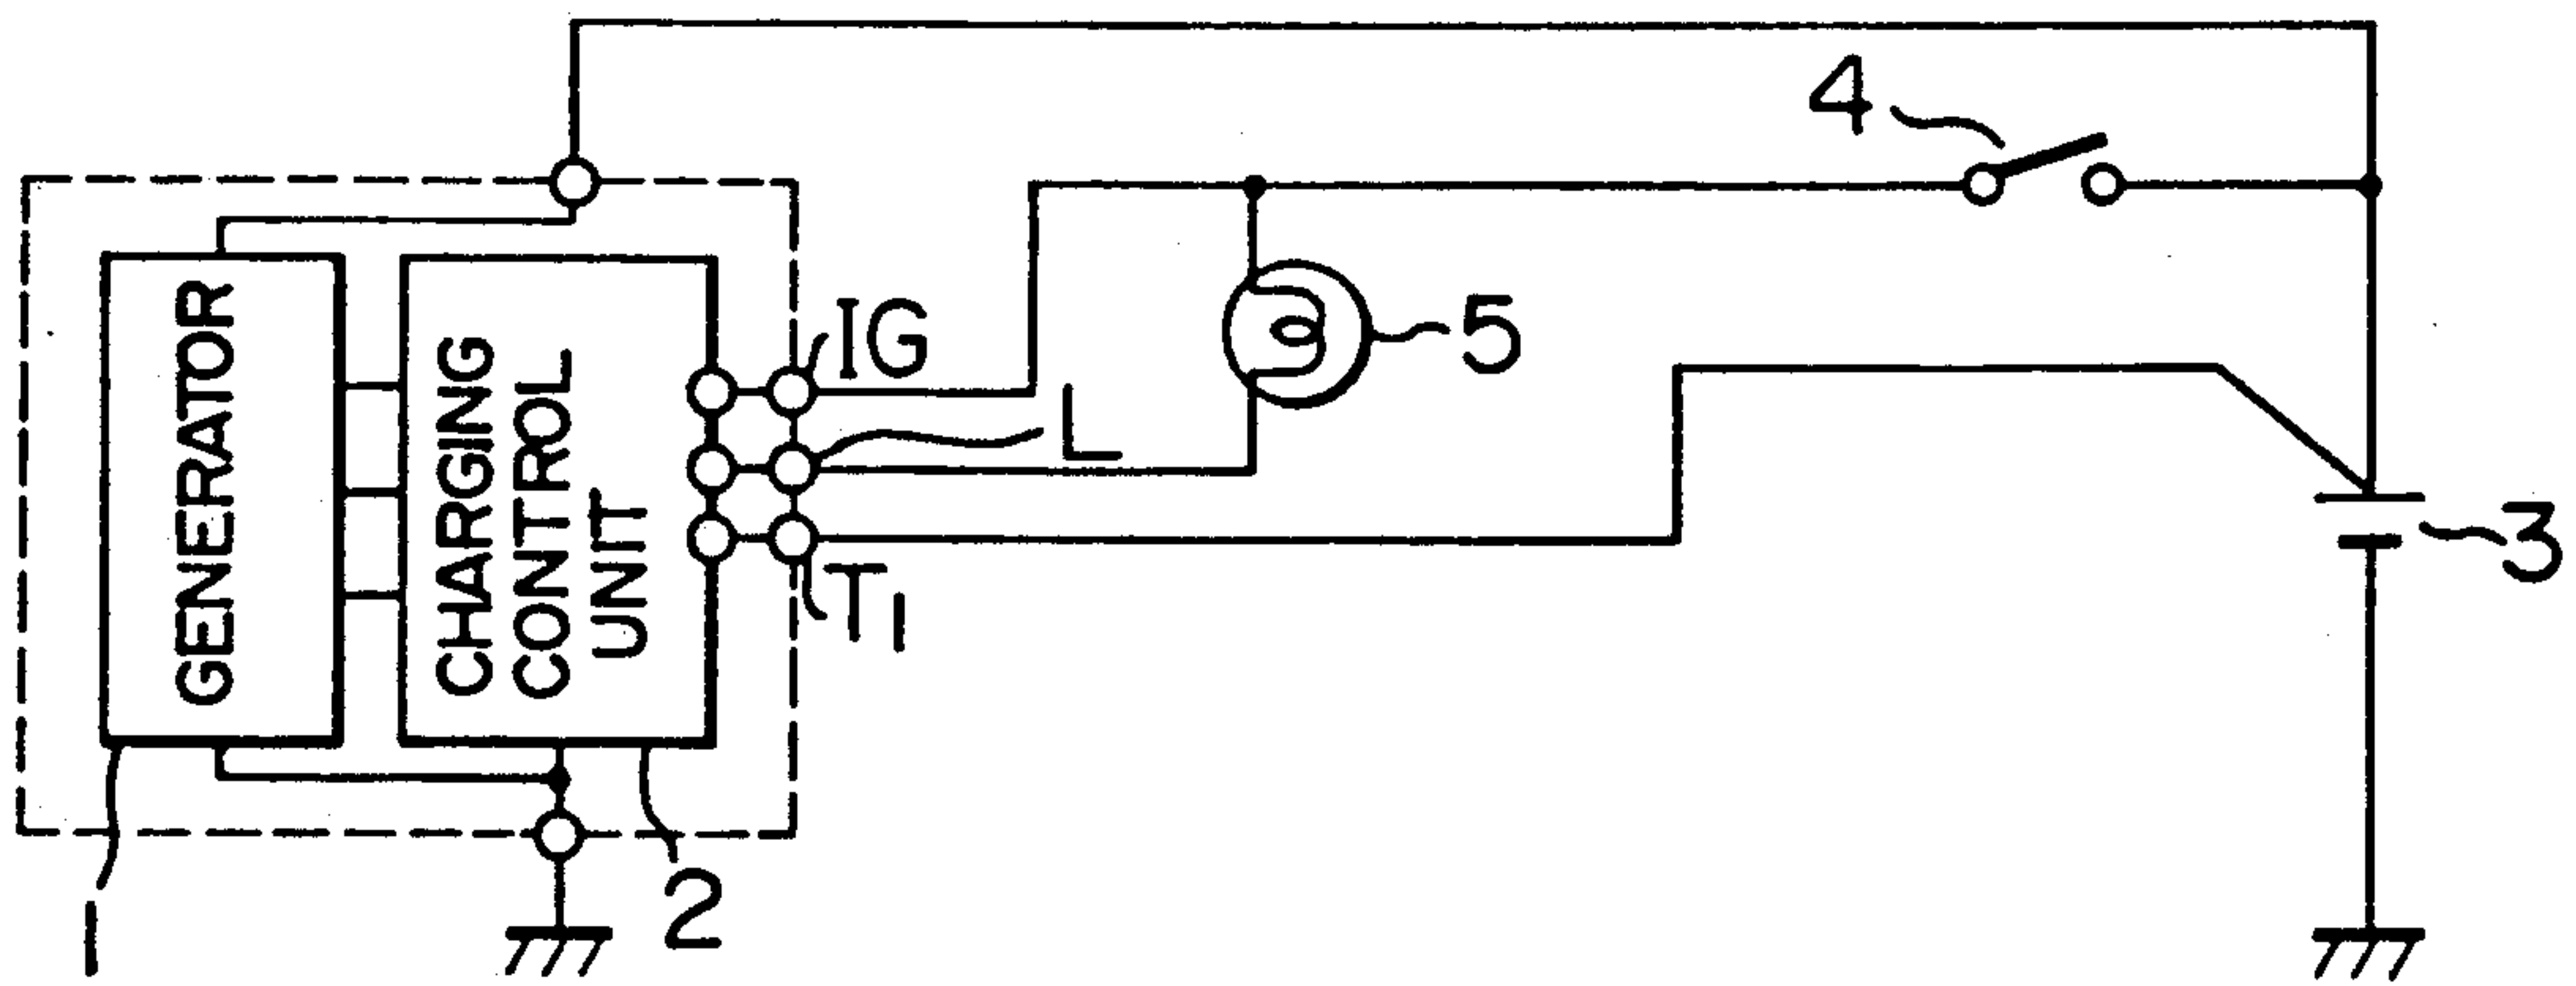 4
IG
5
L
GENERATOR
CHARGING
CONTROL
UNIT
3
T1
1
2